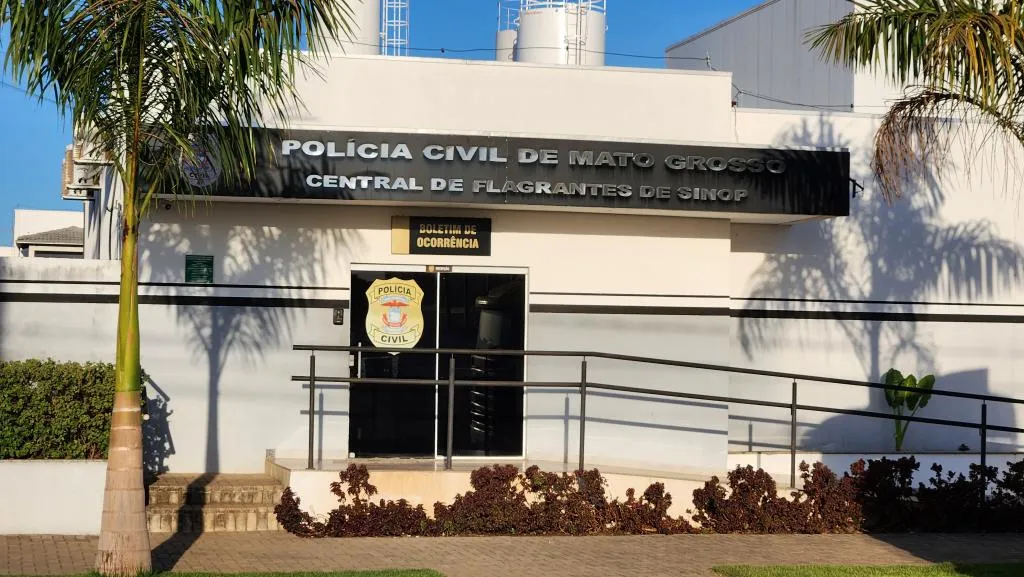 POLÍCIA CIVIL DE MATO GROSSO
CENTRAL DE FLAGRANTES DE SINOP
BOLETIM DE
OCORRÊNCIA
POLÍCIA
CIVIL